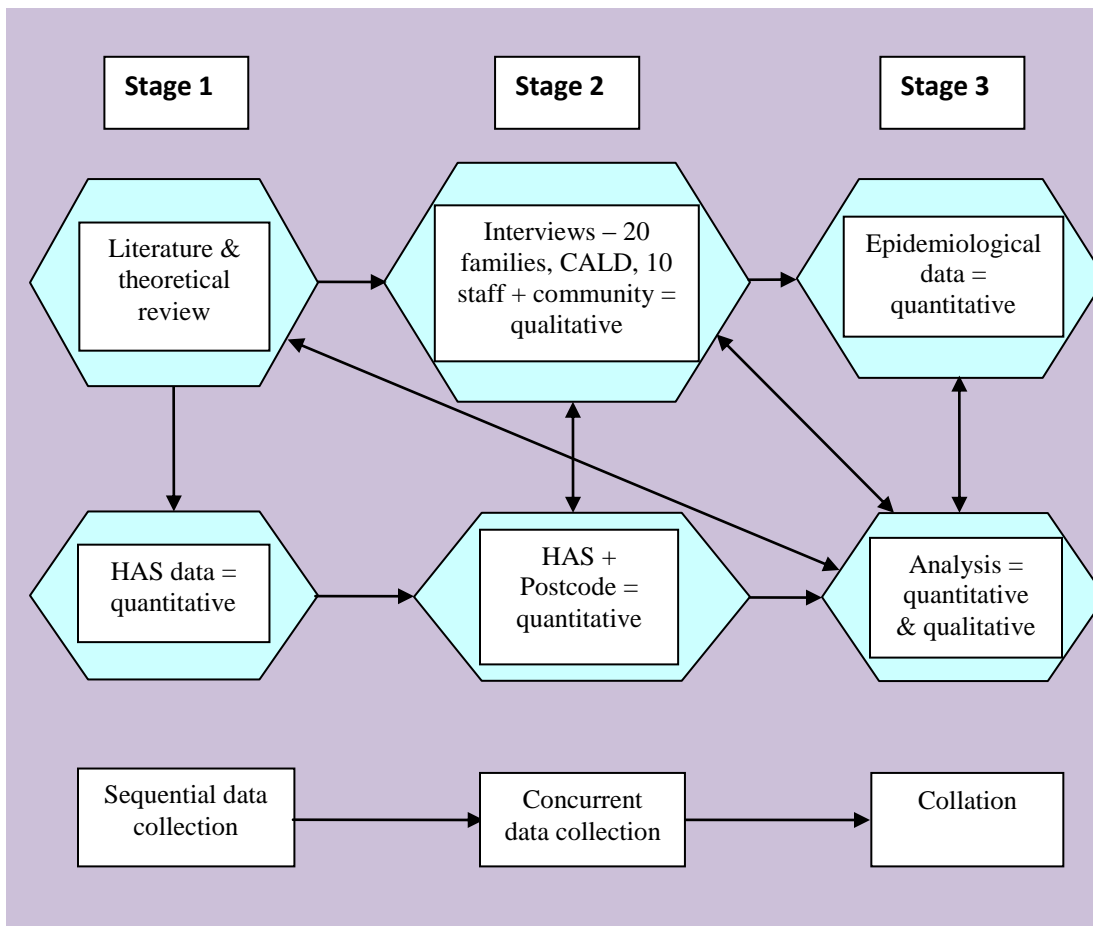 Stage 1
Stage 2
Stage 3
Literature &
theoretical
review
Interviews – 20
families, CALD, 10
staff + community =
qualitative
Epidemiological
data =
quantitative
HAS data =
quantitative
HAS +
Postcode =
quantitative
Analysis =
quantitative
& qualitative
Sequential data
collection
Concurrent
data collection
Collation